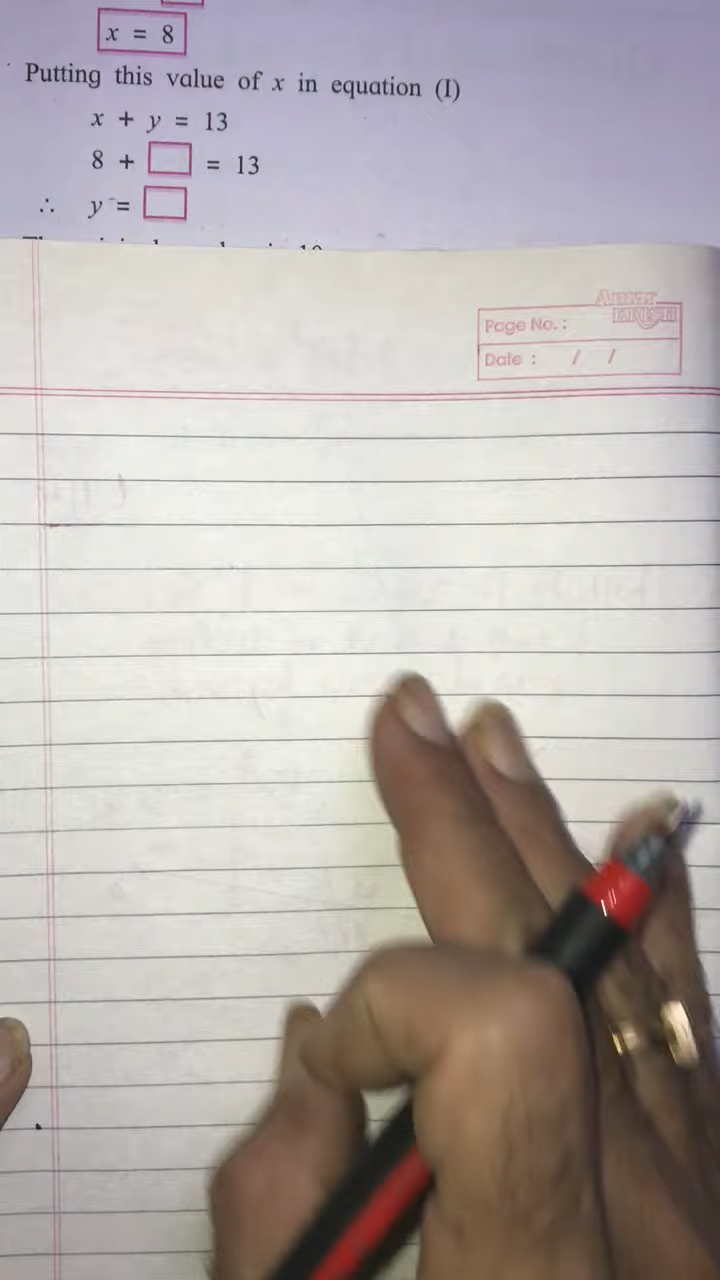 x = 8
Putting this value of x in equation (I)
x + y = 13
8 + = 13
∴ y =
Page No. :
Date : / /